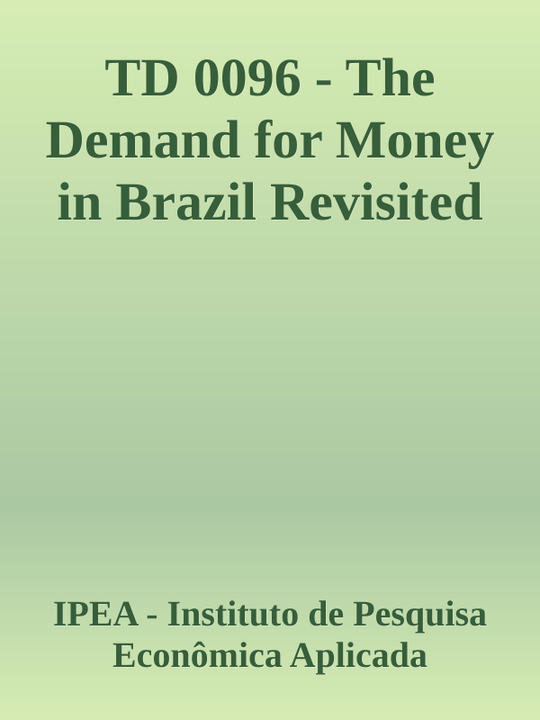 TD 0096 - The
Demand for Money
in Brazil Revisited
IPEA - Instituto de Pesquisa
Econômica Aplicada